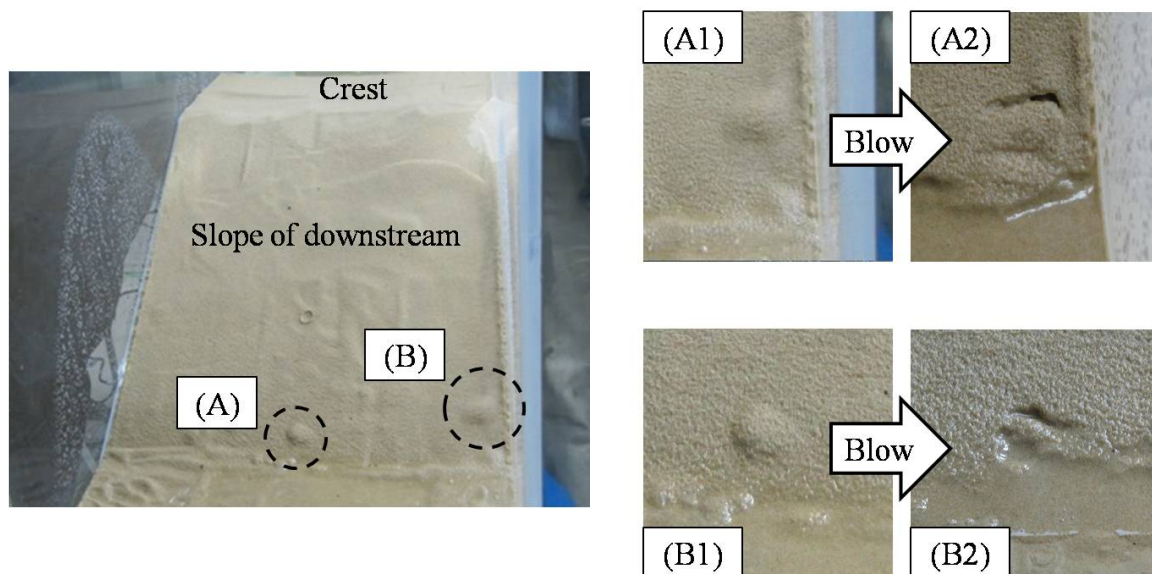 Crest
Slope of downstream
(A)
(B)
(A1)
Blow
(A2)
(B1)
Blow
(B2)